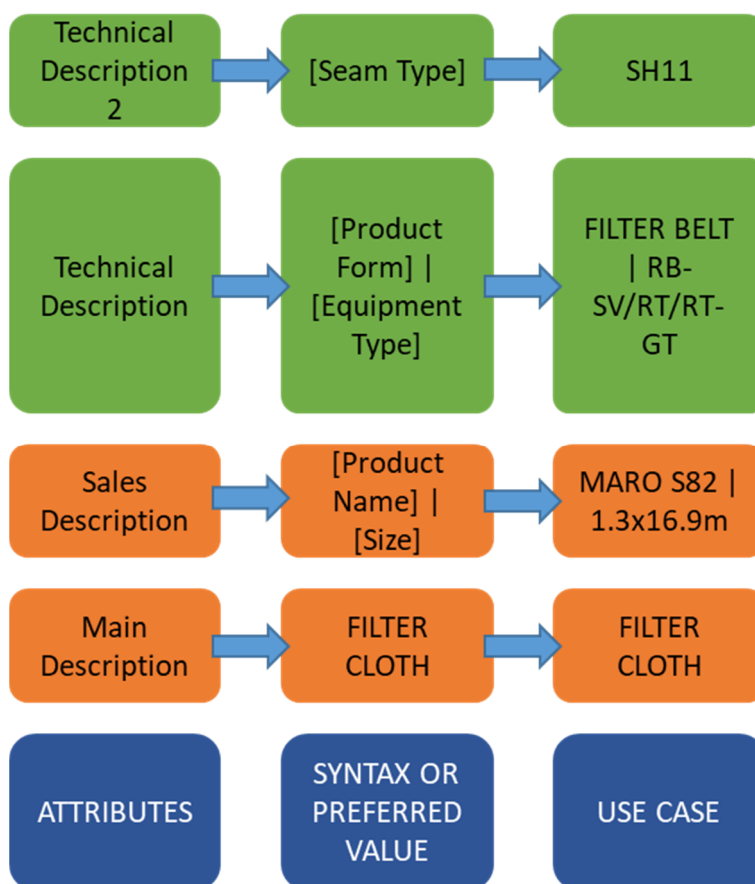 Technical
Description
2
[Seam Type]
SH11
Technical
Description
[Product
Form] |
[Equipment
Type]
FILTER BELT
| RB-
SV/RT/RT-
GT
Sales
Description
[Product
Name] |
[Size]
MARO S82 |
1.3x16.9m
Main
Description
FILTER
CLOTH
FILTER
CLOTH
ATTRIBUTES
SYNTAX OR
PREFERRED
VALUE
USE CASE